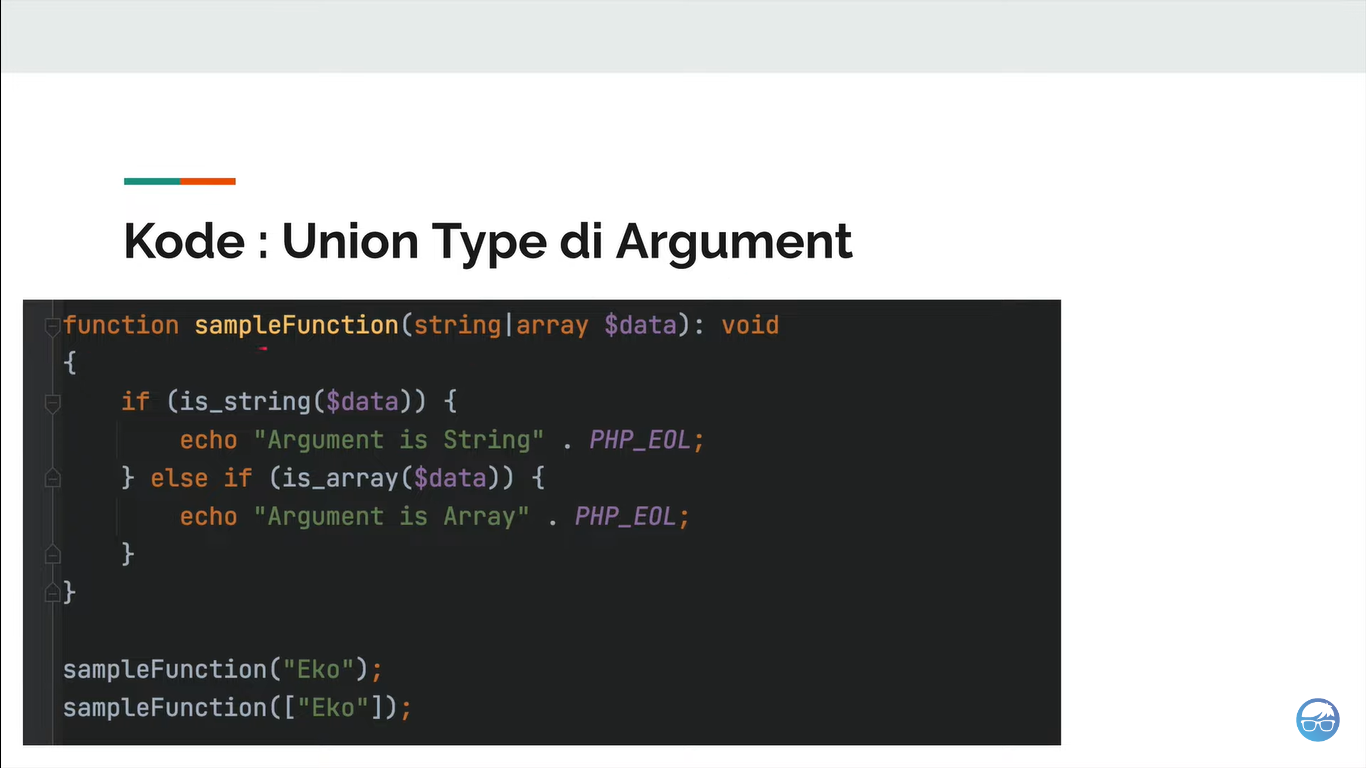 Kode : Union Type di Argument
function sampleFunction(string|array $data): void
{
    if (is_string($data)) {
        echo "Argument is String" . PHP_EOL;
    } else if (is_array($data)) {
        echo "Argument is Array" . PHP_EOL;
    }
}
sampleFunction("Eko");
sampleFunction(["Eko"]);